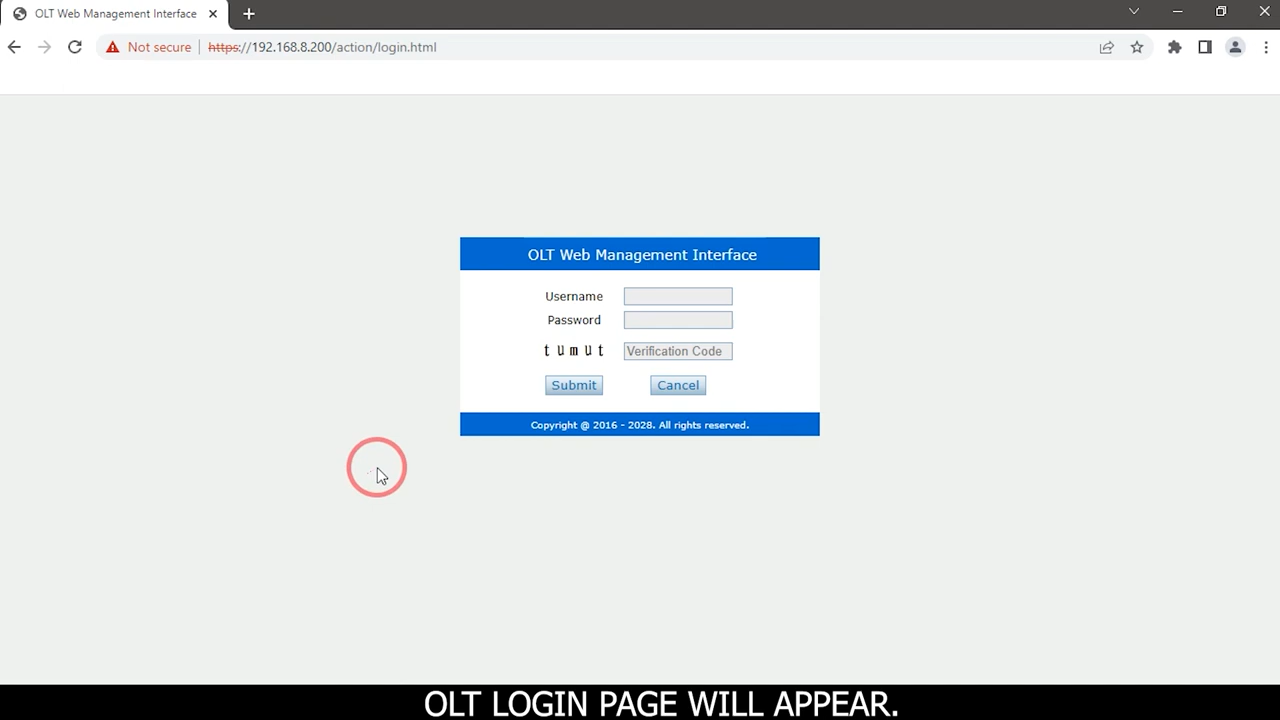 OLT Web Management Interface
Not secure
https://192.168.8.200/action/login.html
OLT Web Management Interface
Username
Password
tumut
Verification Code
Submit
Cancel
Copyright @ 2016 - 2028. All rights reserved.
OLT LOGIN PAGE WILL APPEAR.